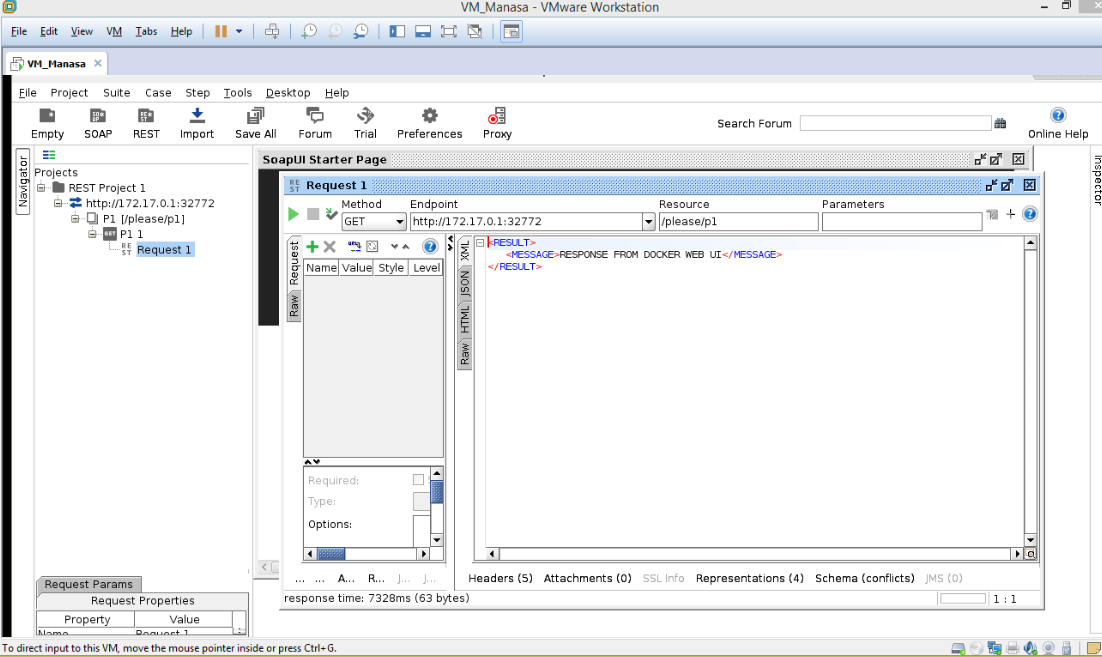 VM_Manasa - VMware Workstation
File Edit View VM Tabs Help
VM_Manasa
File Project Suite Case Step Tools Desktop Help
Empty SOAP REST Import Save All Forum Trial Preferences Proxy
Search Forum
Online Help
Navigator
Projects
REST Project 1
http://172.17.0.1:32772
P1 [/please/p1]
P1 1
Request 1
SoapUI Starter Page
Request 1
Method Endpoint Resource Parameters
GET http://172.17.0.1:32772 /please/p1
Request
Raw
Name Value Style Level
XML
JSON
HTML
Raw
<RESULT>
<MESSAGE>RESPONSE FROM DOCKER WEB UI</MESSAGE>
</RESULT>
Required:
Type:
Options:
... ... A... R... J... J...
Headers (5) Attachments (0) SSL Info Representations (4) Schema (conflicts) JMS (0)
response time: 7328ms (63 bytes)
1 : 1
Inspector
Request Params
Request Properties
Property Value
Name Request 1
To direct input to this VM, move the mouse pointer inside or press Ctrl+G.